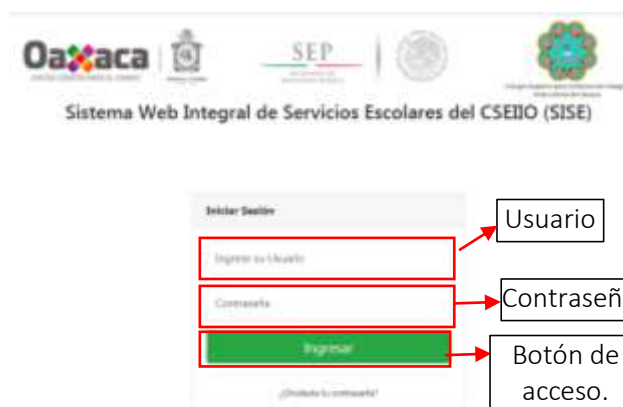 Oaxaca
SEP
Sistema Web Integral de Servicios Escolares del CSEIIO (SISE)
Iniciar Sesión
Usuario
Ingrese su Usuario
Contraseñ
Contraseña
Ingresar
Botón de
acceso.
¿Olvidaste tu contraseña?